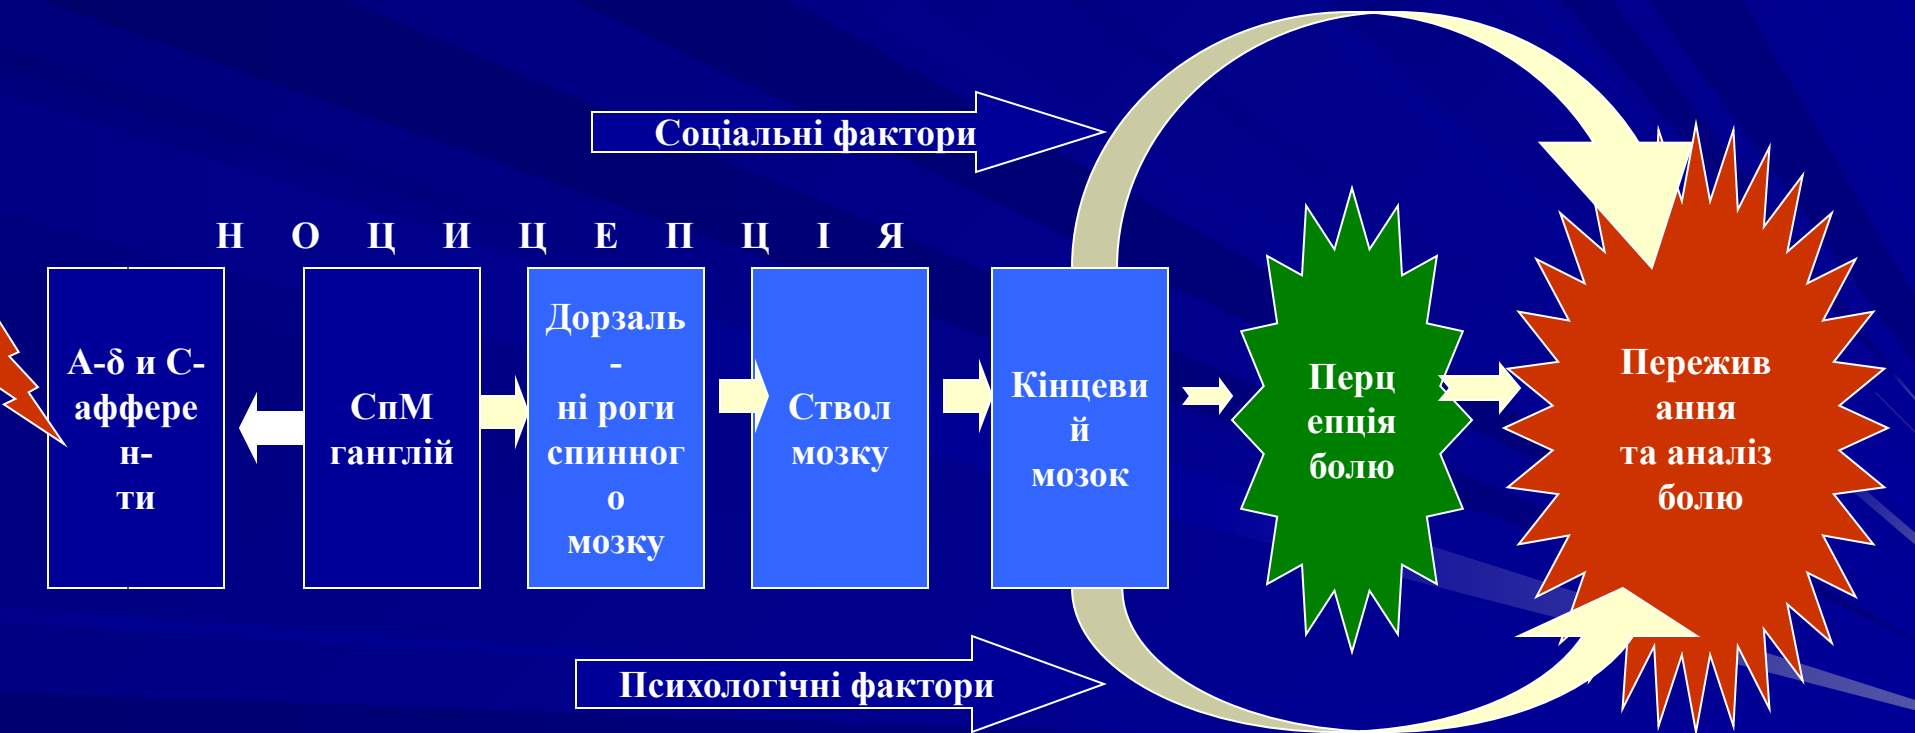 Соціальні фактори
Н О Ц И Ц Е П Ц І Я
А-δ и С-
аффере
н-
ти
СпМ
ганглій
Дорзаль
-
ні роги
спинног
о
мозку
Ствол
мозку
Кінцеви
й
мозок
Перц
епція
болю
Пережив
ання
та аналіз
болю
Психологічні фактори